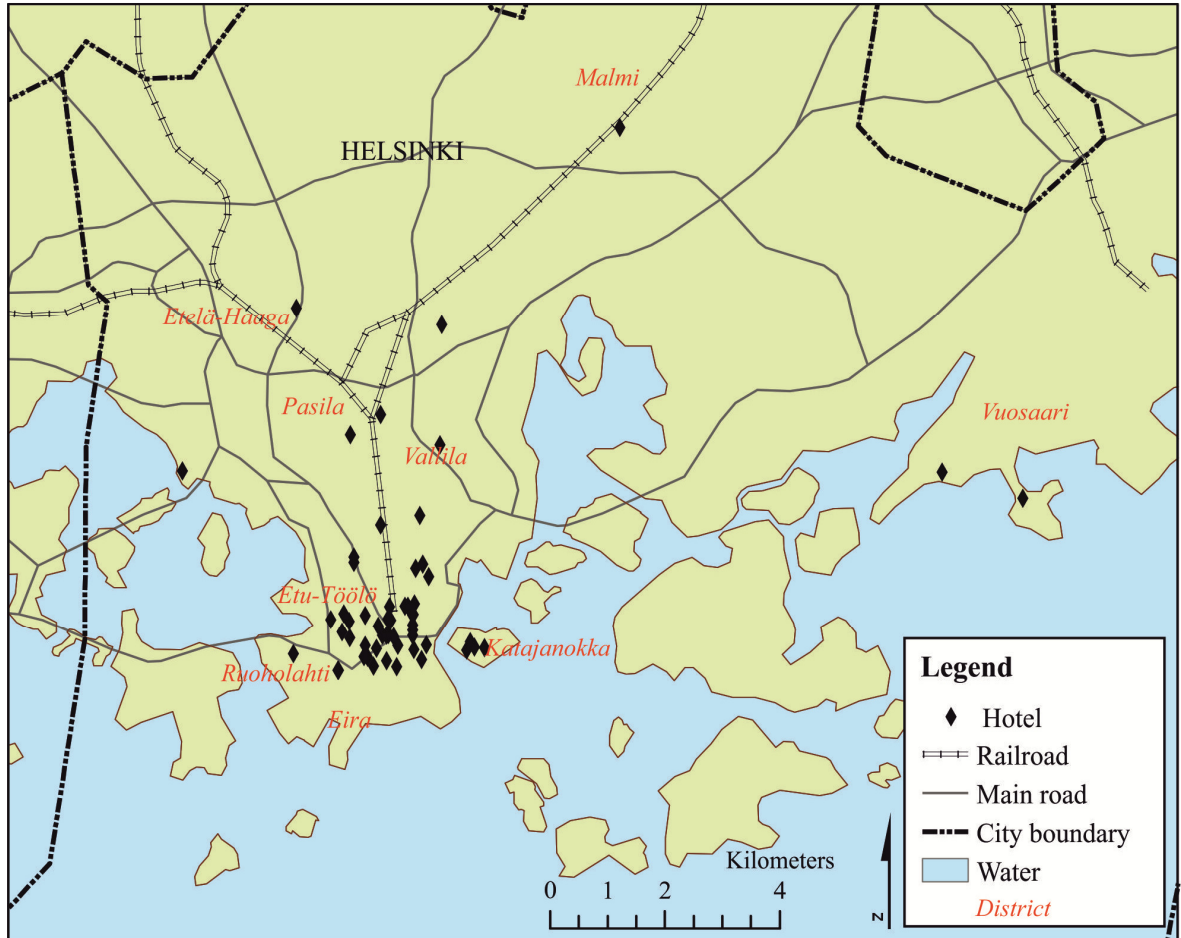 Malmi
HELSINKI
Etelä-Haaga
Pasila
Vallila
Vuosaari
Etu-Töölö
Katajanokka
Ruoholahti
Eira
Legend
Hotel
Railroad
Main road
City boundary
Water
District
Kilometers
0 1 2 4
N